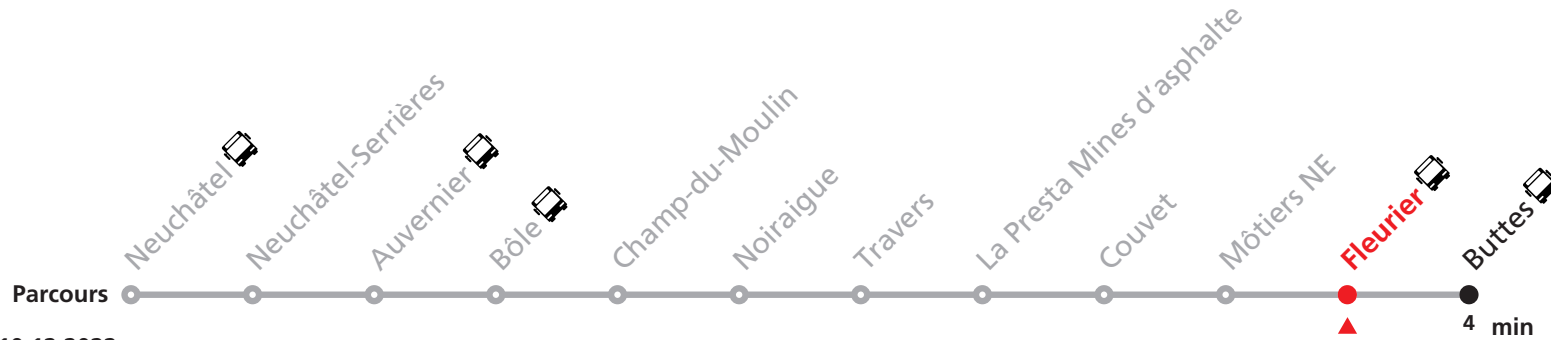 Neuchâtel
Neuchâtel-Serrières
Auvernier
Bôle
Champ-du-Moulin
Noiraigue
Travers
La Presta Mines d'asphalte
Couvet
Môtiers NE
Fleurier
Buttes
Parcours
4 min